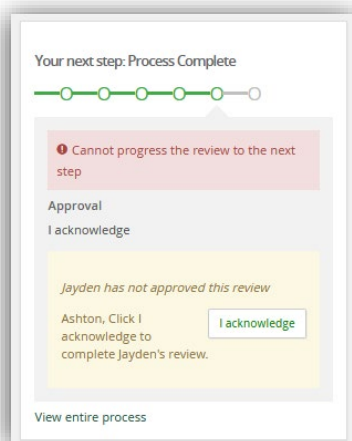 Your next step: Process Complete
Cannot progress the review to the next
step
Approval
I acknowledge
Jayden has not approved this review
Ashton, Click I
acknowledge to
complete Jayden's review.
I acknowledge
View entire process